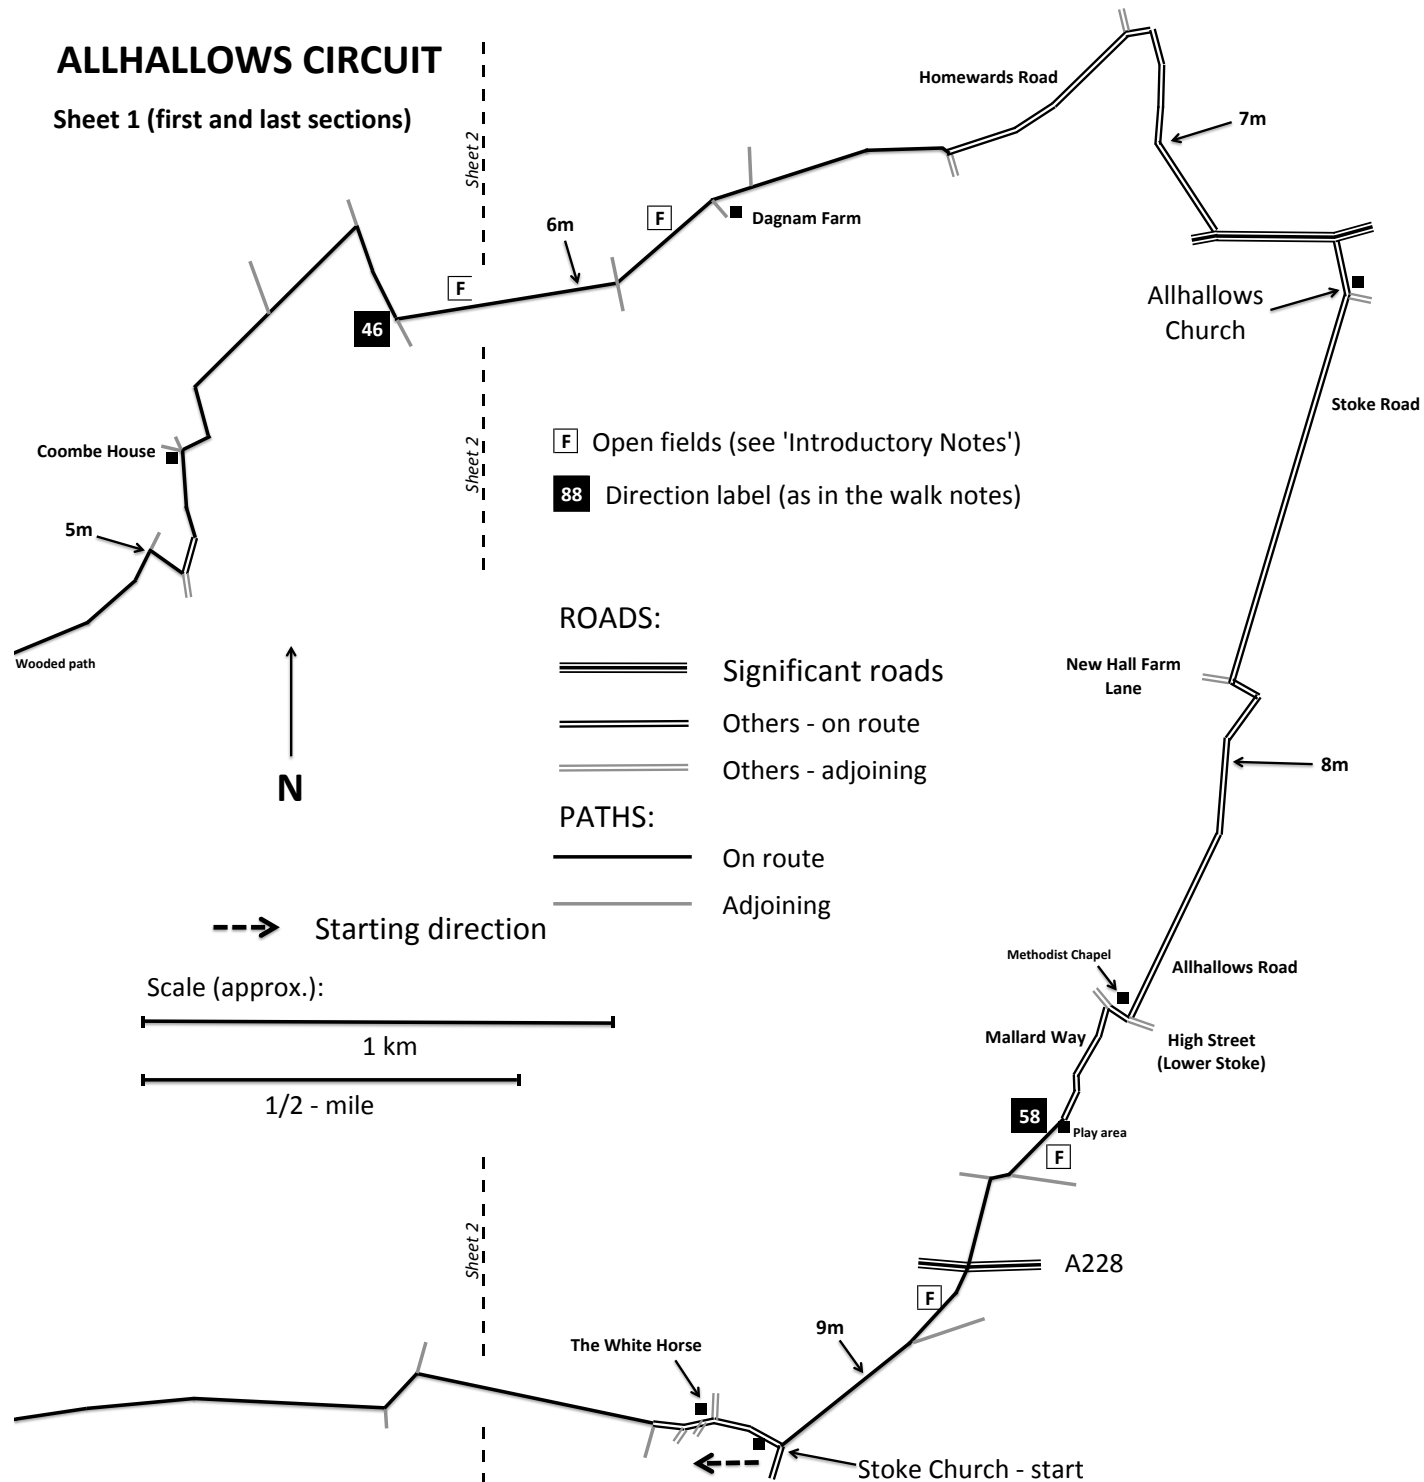 ALLHALLOWS CIRCUIT
Sheet 1 (first and last sections)
Sheet 2
Homewards Road
7m
6m
F
Dagnam Farm
F
46
Allhallows
Church
Stoke Road
Coombe House
Sheet 2
F Open fields (see 'Introductory Notes')
88 Direction label (as in the walk notes)
5m
Wooded path
N
ROADS:
Significant roads
Others - on route
Others - adjoining
PATHS:
On route
Adjoining
New Hall Farm
Lane
8m
Starting direction
Scale (approx.):
1 km
1/2 - mile
Methodist Chapel
Allhallows Road
Mallard Way
High Street
(Lower Stoke)
58
Play area
F
Sheet 2
A228
F
9m
The White Horse
Stoke Church - start